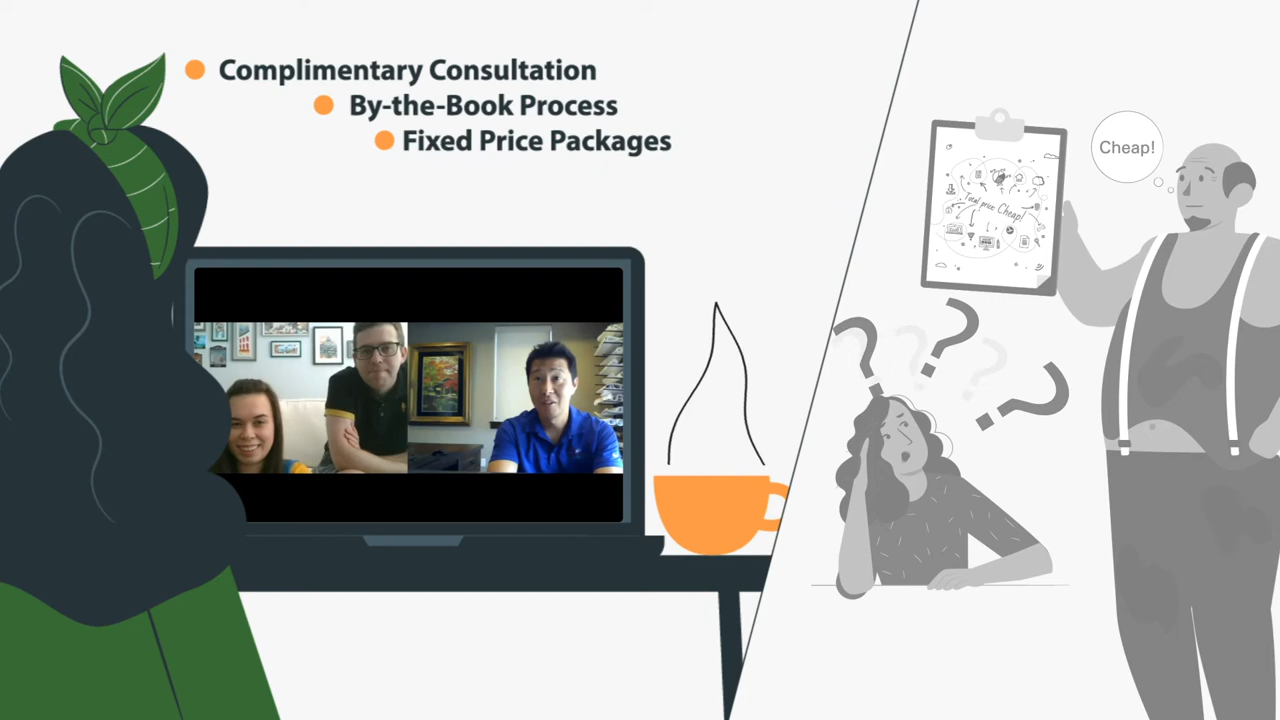 Complimentary Consultation
By-the-Book Process
Fixed Price Packages
Cheap!
Total price: Cheap!